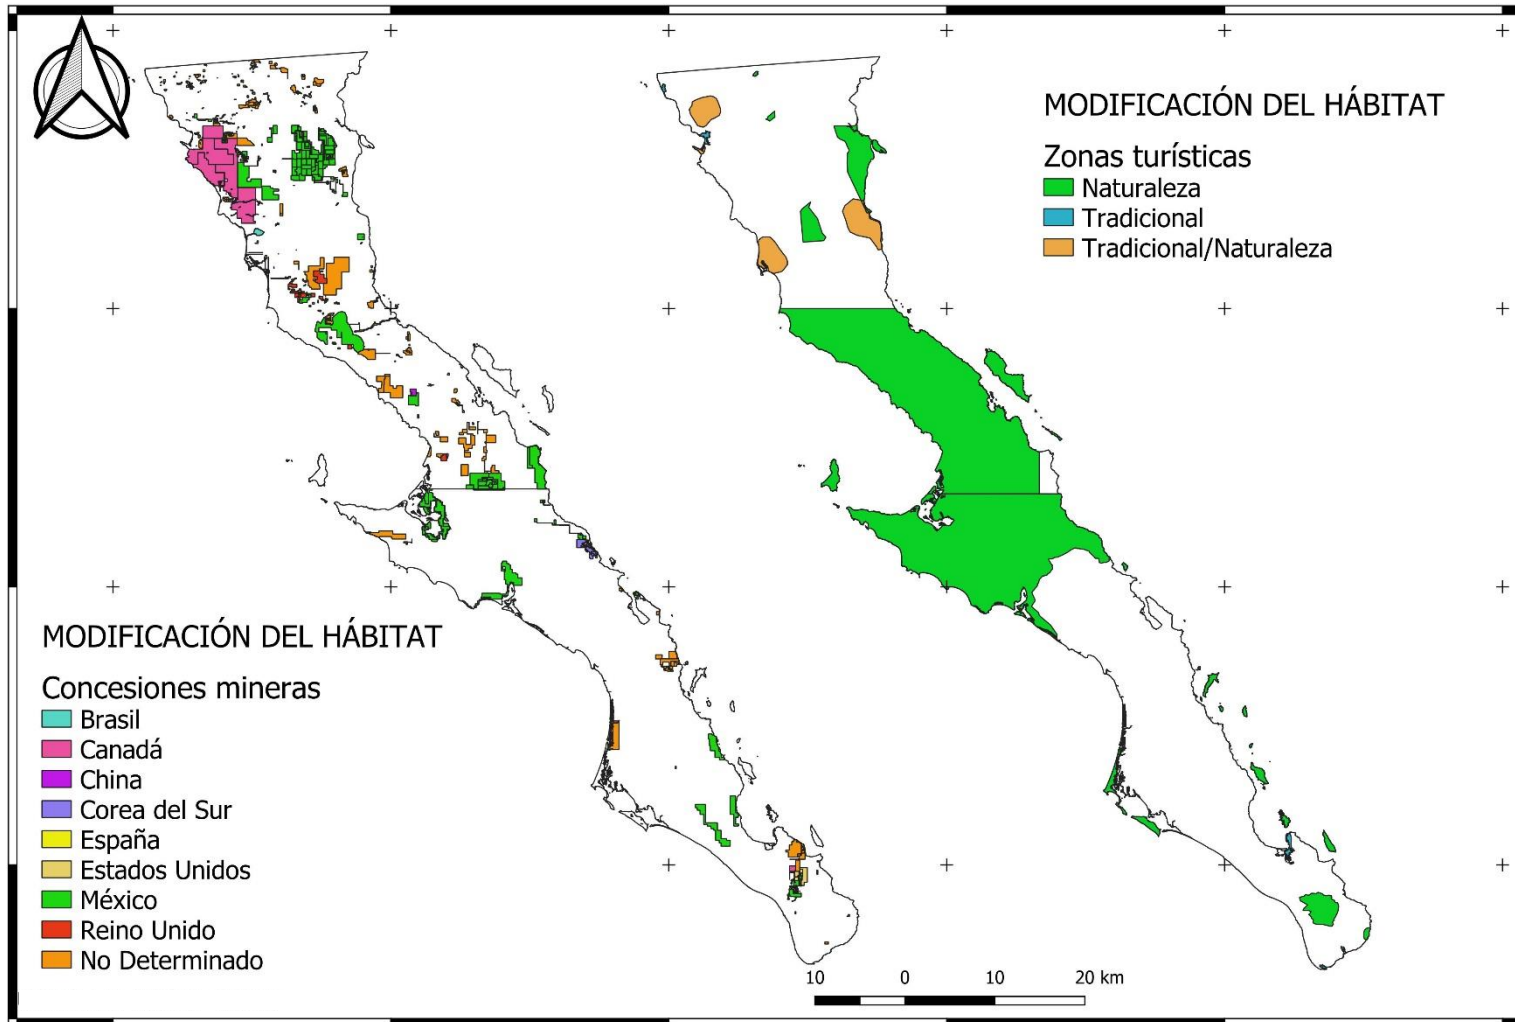 MODIFICACIÓN DEL HÁBITAT
Zonas turísticas
Naturaleza
Tradicional
Tradicional/Naturaleza
MODIFICACIÓN DEL HÁBITAT
Concesiones mineras
Brasil
Canadá
China
Corea del Sur
España
Estados Unidos
México
Reino Unido
No Determinado
10 0 10 20 km